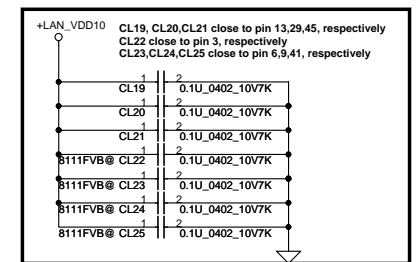 +LAN_VDD10
CL19, CL20,CL21 close to pin 13,29,45, respectively
CL22 close to pin 3, respectively
CL23,CL24,CL25 close to pin 6,9,41, respectively
1 2
CL19 0.1U_0402_10V7K
1 2
CL20 0.1U_0402_10V7K
1 2
CL21 0.1U_0402_10V7K
1 2
8111FVB@ CL22 0.1U_0402_10V7K
1 2
8111FVB@ CL23 0.1U_0402_10V7K
1 2
8111FVB@ CL24 0.1U_0402_10V7K
1 2
8111FVB@ CL25 0.1U_0402_10V7K